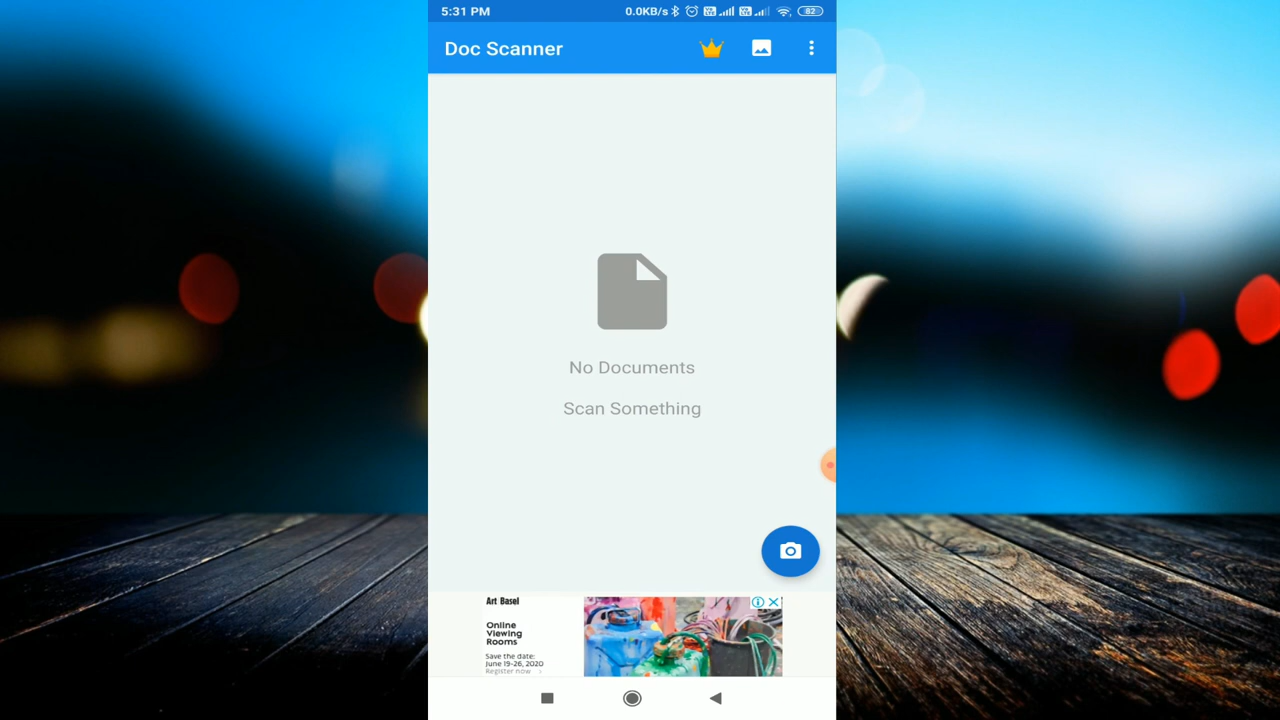 5:31 PM 0.0KB/s 82
Doc Scanner
No Documents
Scan Something
Art Basel
Online
Viewing
Rooms
Save the date:
June 19-26, 2020
Register now >